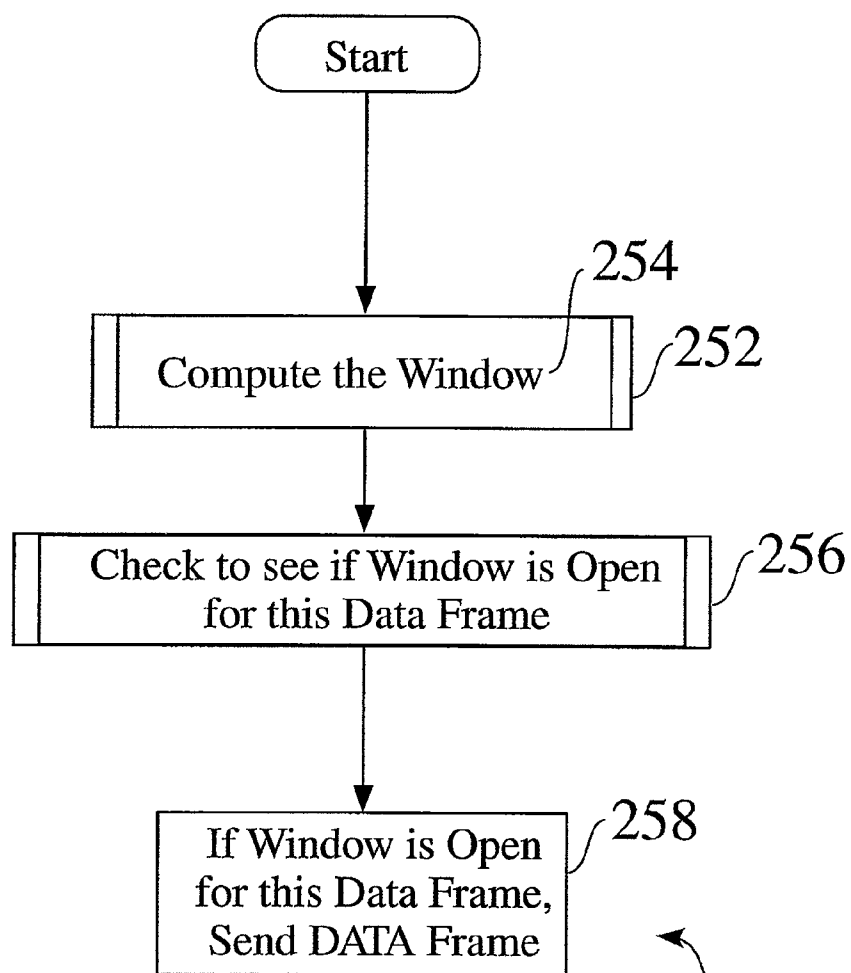 Start
254
252
Compute the Window
256
Check to see if Window is Open
for this Data Frame
258
If Window is Open
for this Data Frame,
Send DATA Frame